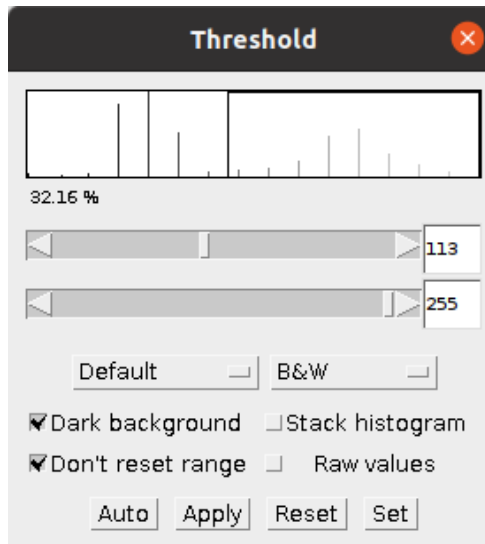 Threshold
32.16 %
113
255
Default B&W
Dark background Stack histogram
Don't reset range Raw values
Auto Apply Reset Set